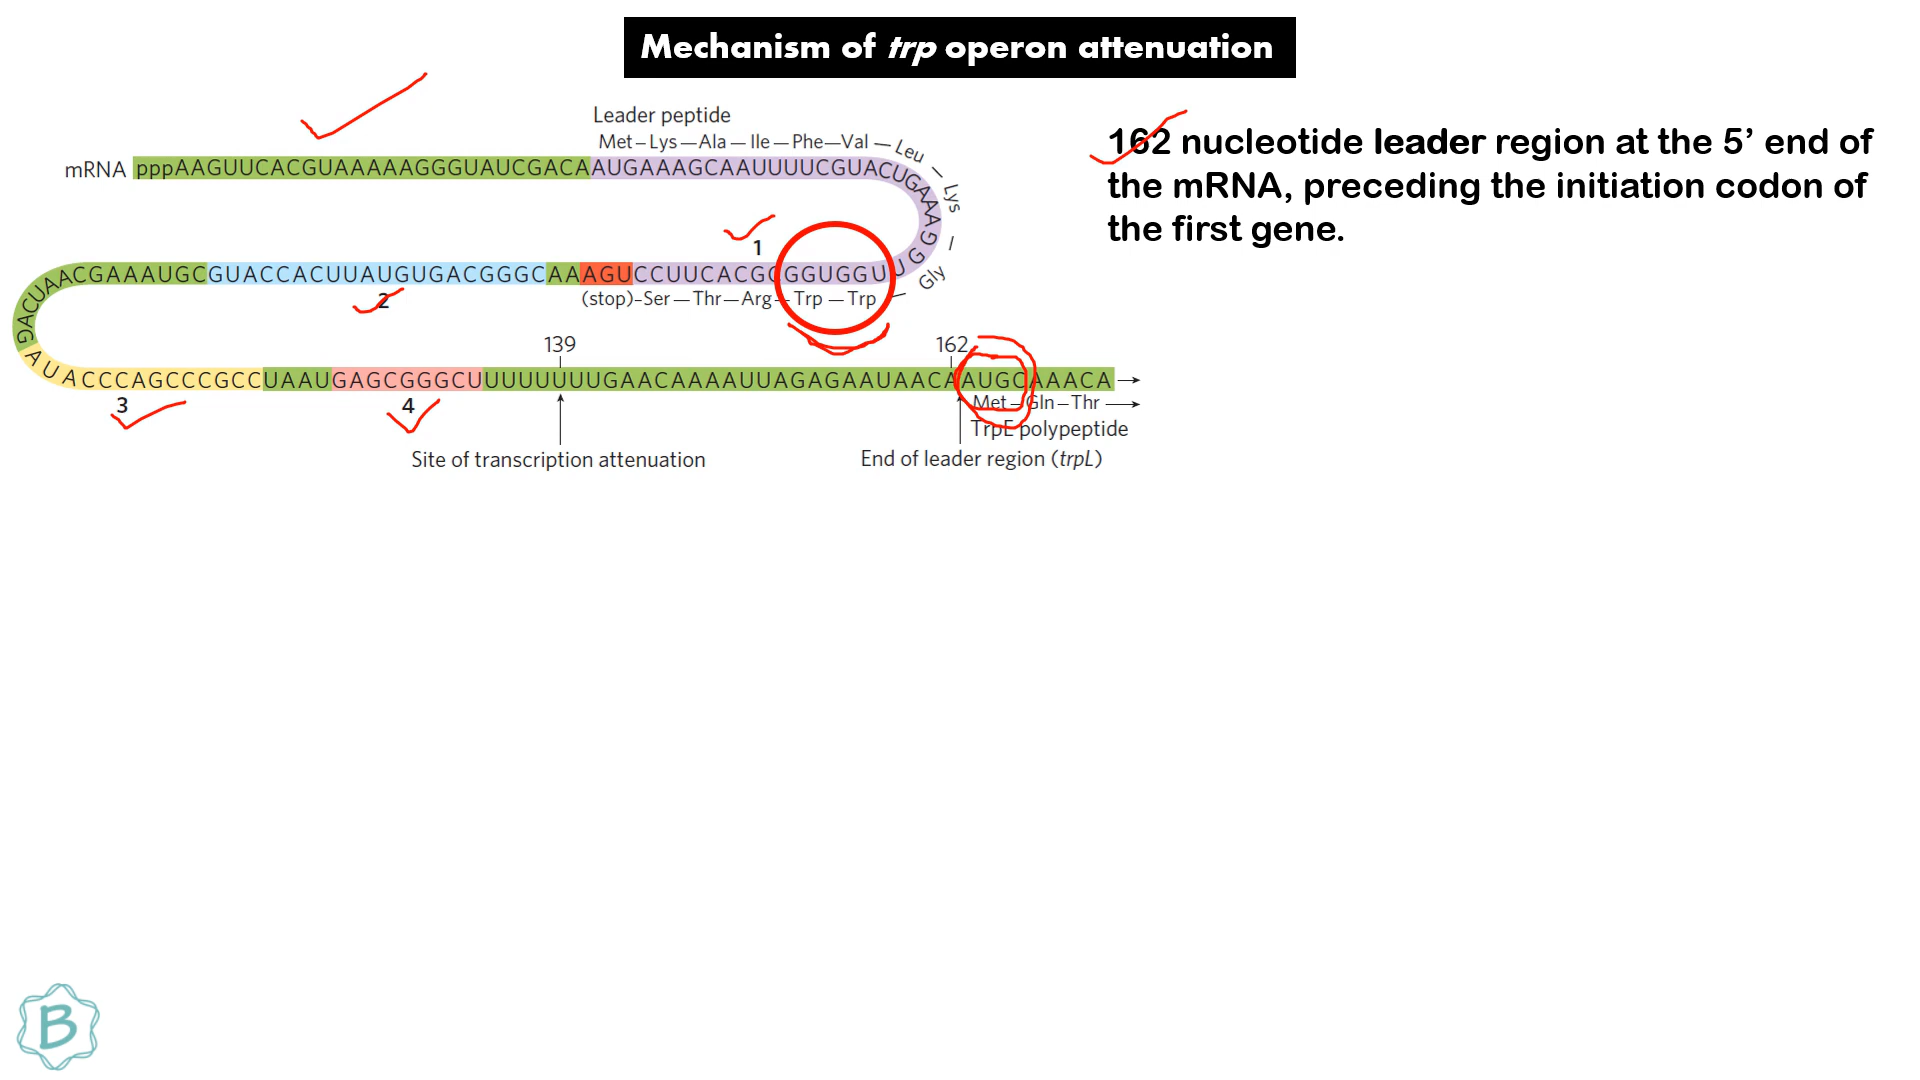 Mechanism of trp operon attenuation
Leader peptide
Met – Lys – Ala – Ile – Phe – Val – Leu – Lys – Gly
mRNA pppAAGUUCACGUAAAAAGGGUAUCGACAAUGAAAGCAAUUUUCGUACUGAAAGGU
1
GACUAACGAAAUGCGUACCACUUAUGUGACGGGCAAAGUCCUUCACGCGGUGGU
2
(stop)–Ser – Thr – Arg – Trp – Trp –
139
162
AUACCCAGCCCGCCUAAUGAGCGGGCUUUUUUUUGAACAAAAUUAGAGAAUAACAAUGCAAACA
3
4
Met – Gln – Thr
TrpE polypeptide
Site of transcription attenuation
End of leader region (trpL)
162 nucleotide leader region at the 5’ end of
the mRNA, preceding the initiation codon of
the first gene.
B